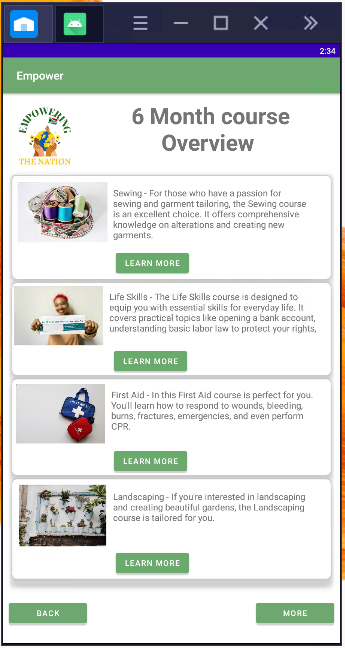 2:34
Empower
EMPOWERING
THE NATION
6 Month course
Overview
Sewing - For those who have a passion for
sewing and garment tailoring, the Sewing course
is an excellent choice. It offers comprehensive
knowledge on alterations and creating new
garments.
LEARN MORE
Life Skills - The Life Skills course is designed to
equip you with essential skills for everyday life. It
covers practical topics like opening a bank account,
understanding basic labor law to protect your rights,
LEARN MORE
First Aid - In this First Aid course is perfect for you.
You'll learn how to respond to wounds, bleeding,
burns, fractures, emergencies, and even perform
CPR.
LEARN MORE
Landscaping - If you're interested in landscaping
and creating beautiful gardens, the Landscaping
course is tailored for you.
LEARN MORE
BACK
MORE